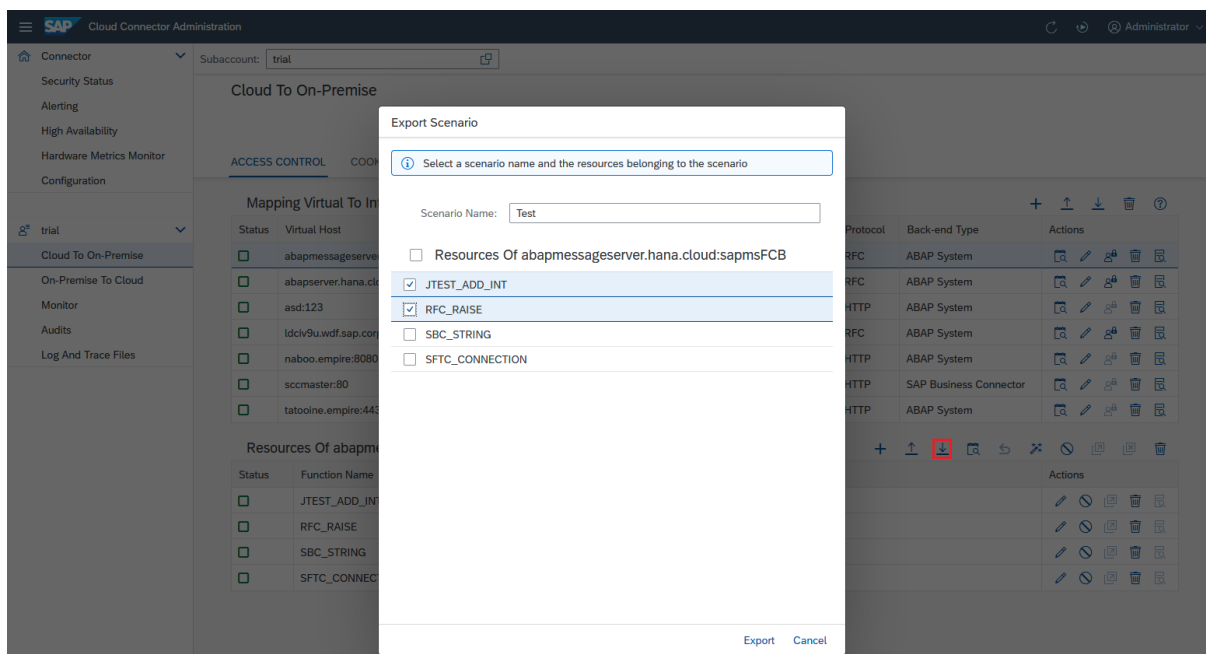 SAP Cloud Connector Administration
Administrator
Connector
Security Status
Alerting
High Availability
Hardware Metrics Monitor
Configuration
trial
Cloud To On-Premise
On-Premise To Cloud
Monitor
Audits
Log And Trace Files
Subaccount: trial
Cloud To On-Premise
ACCESS CONTROL
Export Scenario
Select a scenario name and the resources belonging to the scenario
Scenario Name: Test
Resources Of abapmessageserver.hana.cloud:sapmsFCB
JTEST_ADD_INT
RFC_RAISE
SBC_STRING
SFTC_CONNECTION
Export Cancel
Mapping Virtual To
Status Virtual Host Protocol Back-end Type Actions
abapmessageserve RFC ABAP System
abapserver.hana.clo RFC ABAP System
asd:123 HTTP ABAP System
ldciv9u.wdf.sap.corp RFC ABAP System
naboo.empire:8080 HTTP ABAP System
sccmaster:80 HTTP SAP Business Connector
tatooine.empire:443 HTTP ABAP System
Resources Of abapme
Status Function Name Actions
JTEST_ADD_INT
RFC_RAISE
SBC_STRING
SFTC_CONNECT